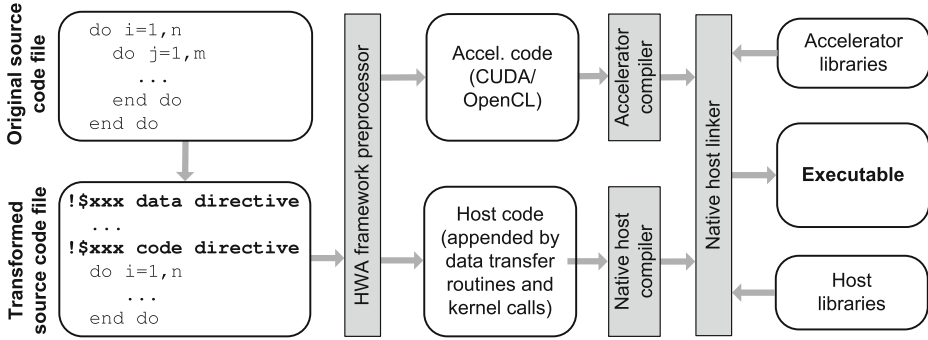 Original source
code file
do i=1,n
do j=1,m
...
end do
end do
Transformed
source code file
!$xxx data directive
...
!$xxx code directive
do i=1,n
...
end do
HWA framework preprocessor
Accel. code
(CUDA/
OpenCL)
Host code
(appended by
data transfer
routines and
kernel calls)
Accelerator
compiler
Native host
compiler
Native host linker
Accelerator
libraries
Executable
Host
libraries